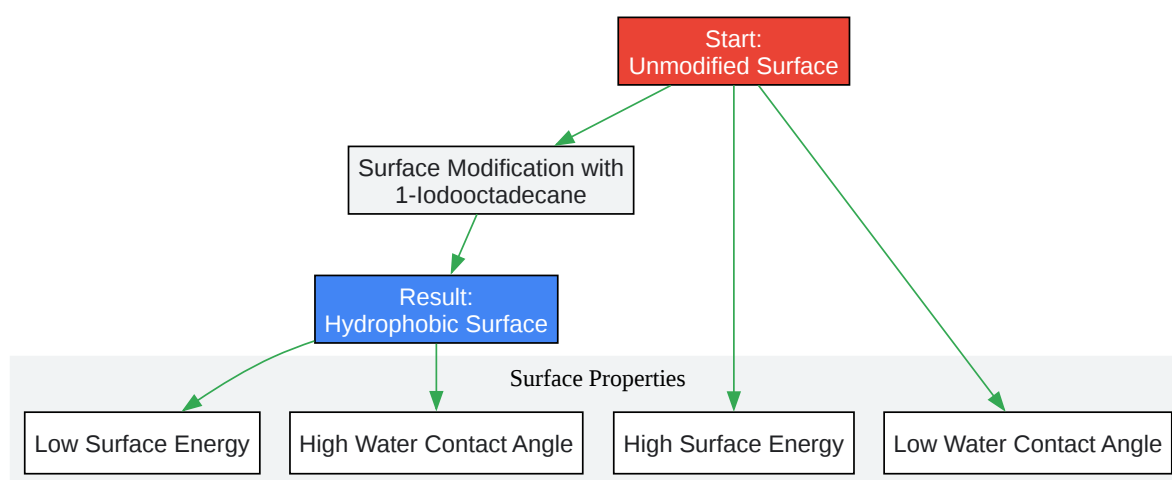 Start:
Unmodified Surface
Surface Modification with
1-Iodooctadecane
Result:
Hydrophobic Surface
Surface Properties
Low Surface Energy
High Water Contact Angle
High Surface Energy
Low Water Contact Angle